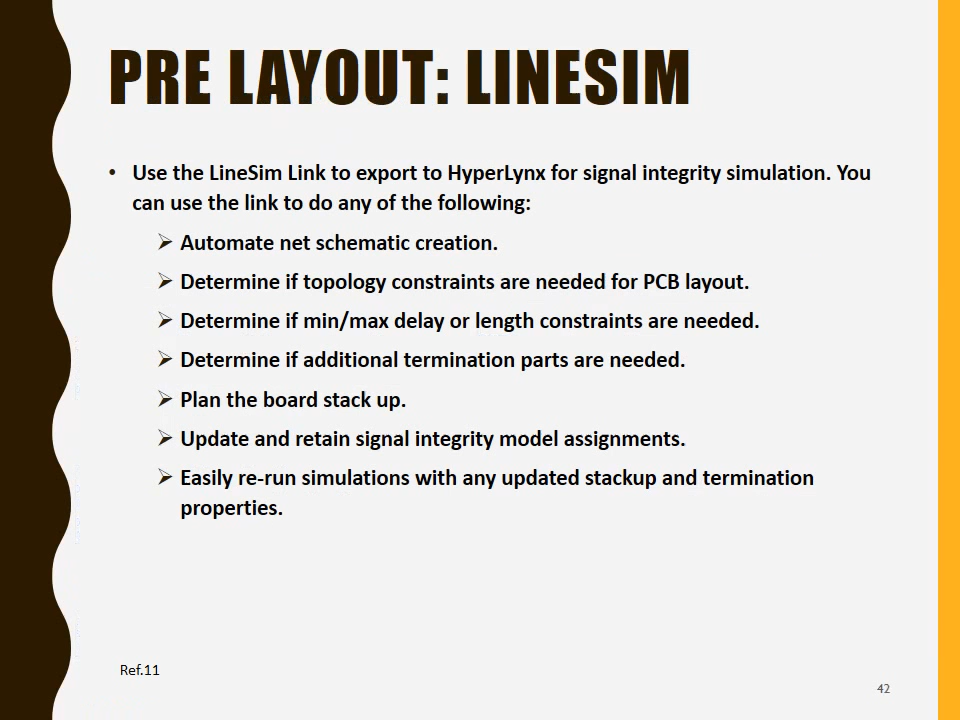 PRE LAYOUT: LINESIM
• Use the LineSim Link to export to HyperLynx for signal integrity simulation. You
can use the link to do any of the following:
➢ Automate net schematic creation.
➢ Determine if topology constraints are needed for PCB layout.
➢ Determine if min/max delay or length constraints are needed.
➢ Determine if additional termination parts are needed.
➢ Plan the board stack up.
➢ Update and retain signal integrity model assignments.
➢ Easily re-run simulations with any updated stackup and termination
properties.
Ref.11
42